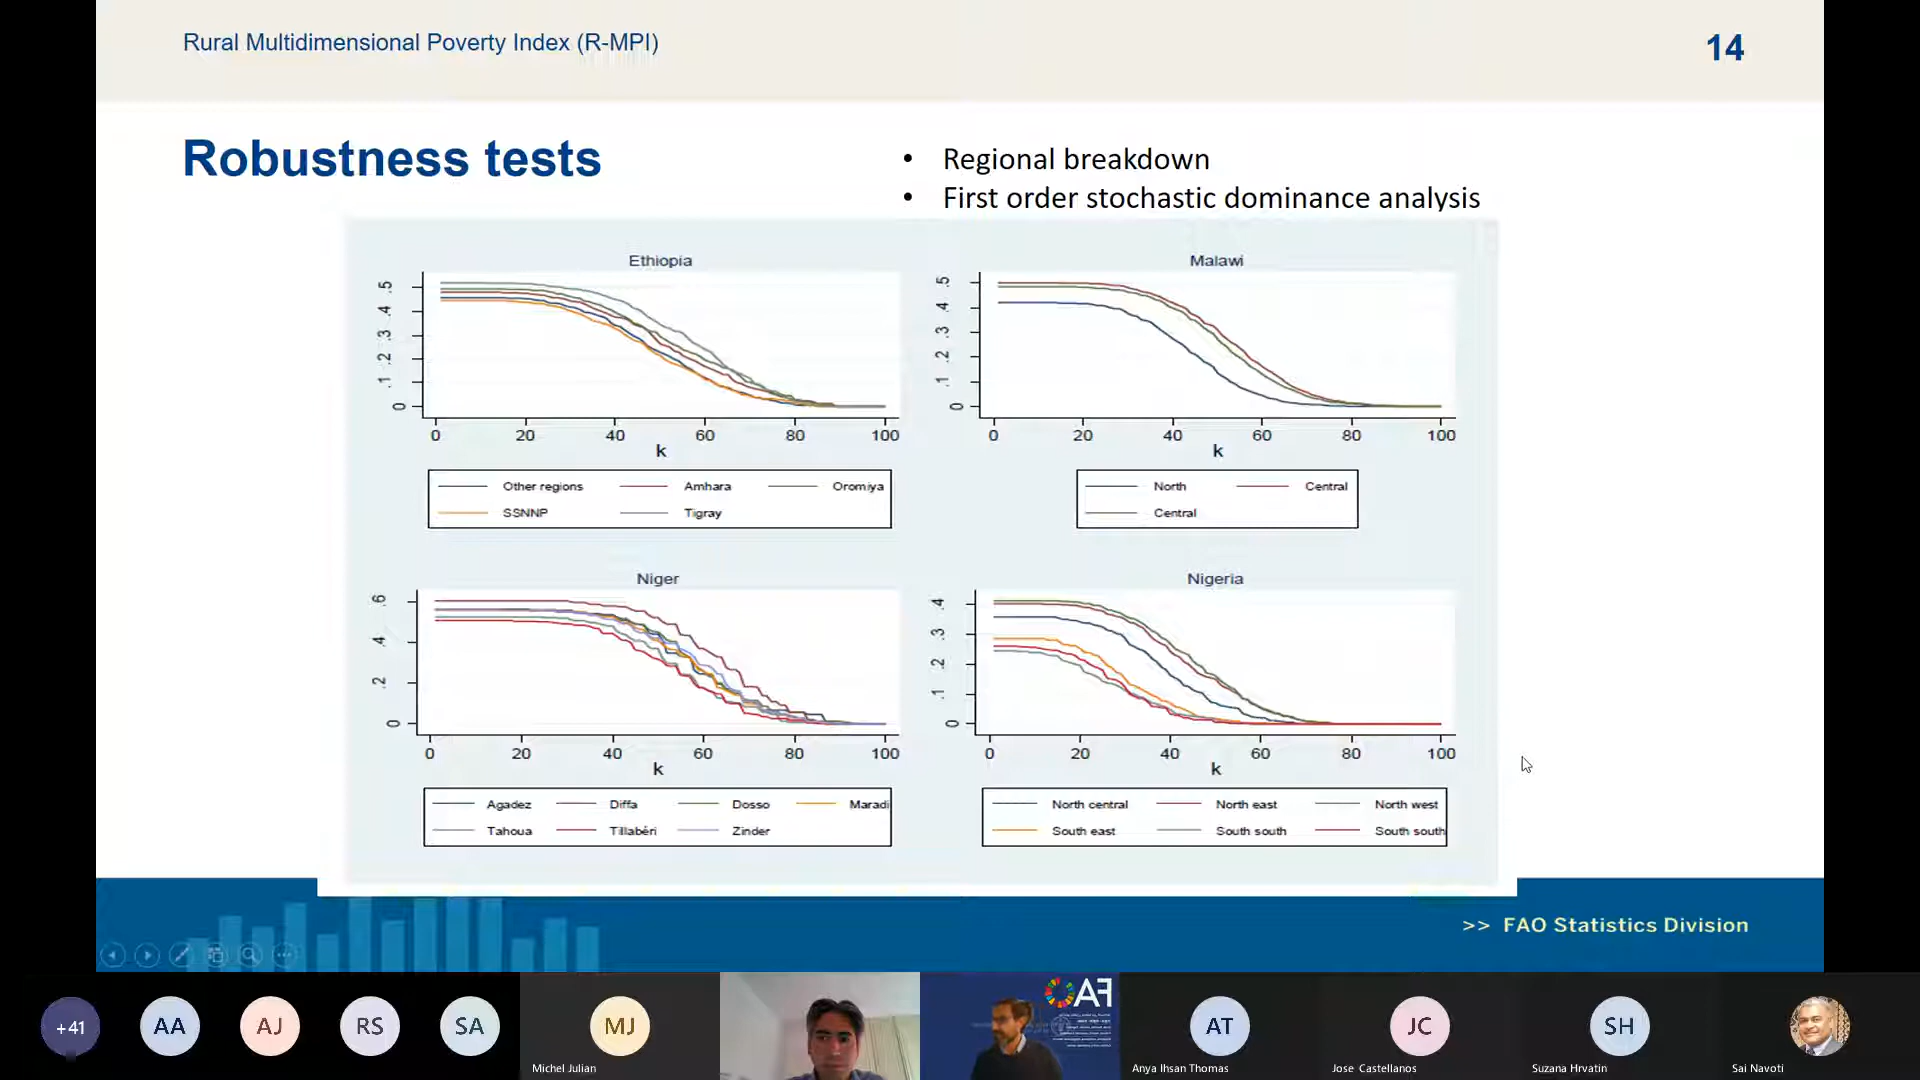 Rural Multidimensional Poverty Index (R-MPI)
14
Robustness tests
• Regional breakdown
• First order stochastic dominance analysis
Ethiopia
.5
.4
.3
.2
.1
0
0 20 40 60 80 100
k
Other regions Amhara Oromiya
SSNNP Tigray
Malawi
.5
.4
.3
.2
.1
0
0 20 40 60 80 100
k
North Central
Central
Niger
.6
.4
.2
0
0 20 40 60 80 100
k
Agadez Diffa Dosso Maradi
Tahoua Tillabéri Zinder
Nigeria
.4
.3
.2
.1
0
0 20 40 60 80 100
k
North central North east North west
South east South south South south
>> FAO Statistics Division
+41
AA
AJ
RS
SA
MJ
Michel Julian
FAO
AT
Anya Ihsan Thomas
JC
Jose Castellanos
SH
Suzana Hrvatin
Sai Navoti